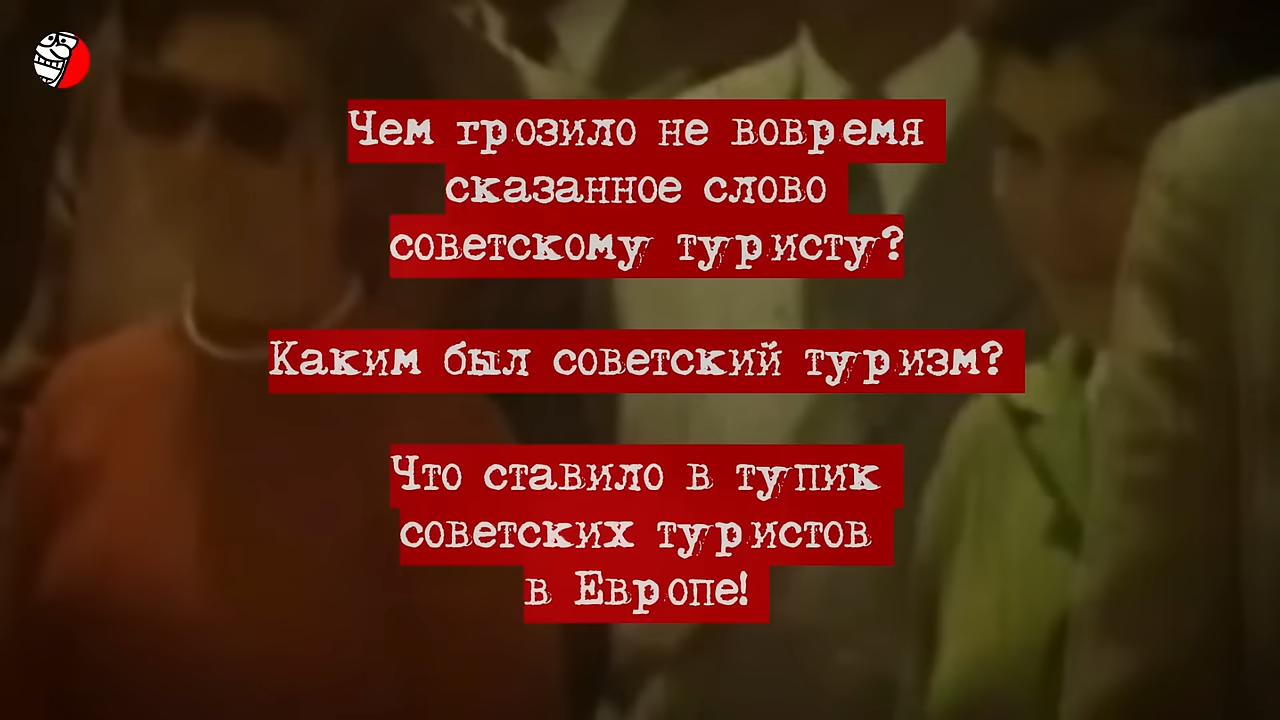 Чем грозило не вовремя
сказанное слово
советскому туристу?
Каким был советский туризм?
Что ставило в тупик
советских туристов
в Европе!